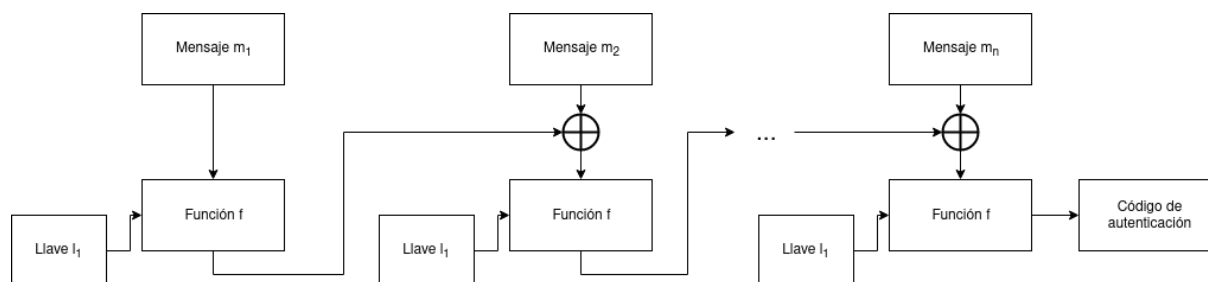 Mensaje m1
Mensaje m2
Mensaje mn
...
Función f
Función f
Función f
Código de
autenticación
Llave l1
Llave l1
Llave l1